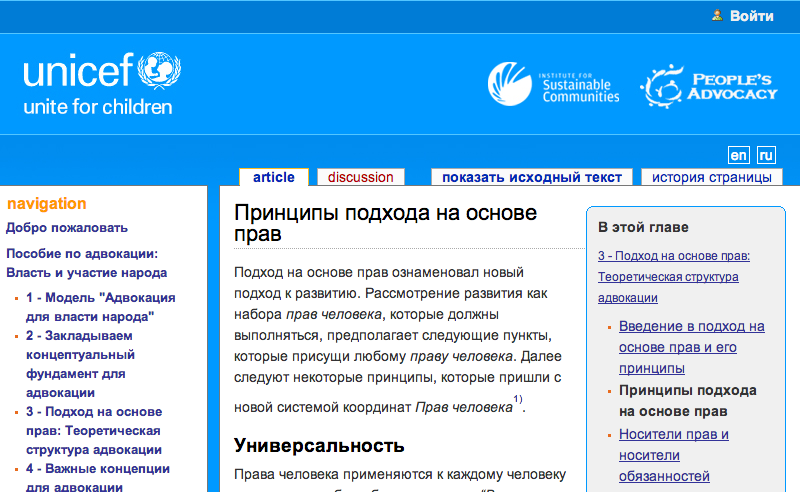 Войти
unicef
unite for children
INSTITUTE FOR
Sustainable
Communities
PEOPLE'S
ADVOCACY
en ru
article discussion показать исходный текст история страницы
navigation
Добро пожаловать
Пособие по адвокации:
Власть и участие народа
1 - Модель "Адвокация
для власти народа"
2 - Закладываем
концептуальный
фундамент для
адвокации
3 - Подход на основе
прав: Теоретическая
структура адвокации
4 - Важные концепции
для адвокации
Принципы подхода на основе
прав
Подход на основе прав ознаменовал новый
подход к развитию. Рассмотрение развития как
набора прав человека, которые должны
выполняться, предполагает следующие пункты,
которые присущи любому праву человека. Далее
следуют некоторые принципы, которые пришли с
новой системой координат Прав человека1).
Универсальность
Права человека применяются к каждому человеку
В этой главе
3 - Подход на основе прав:
Теоретическая структура
адвокации
Введение в подход на
основе прав и его
принципы
Принципы подхода
на основе прав
Носители прав и
носители
обязанностей